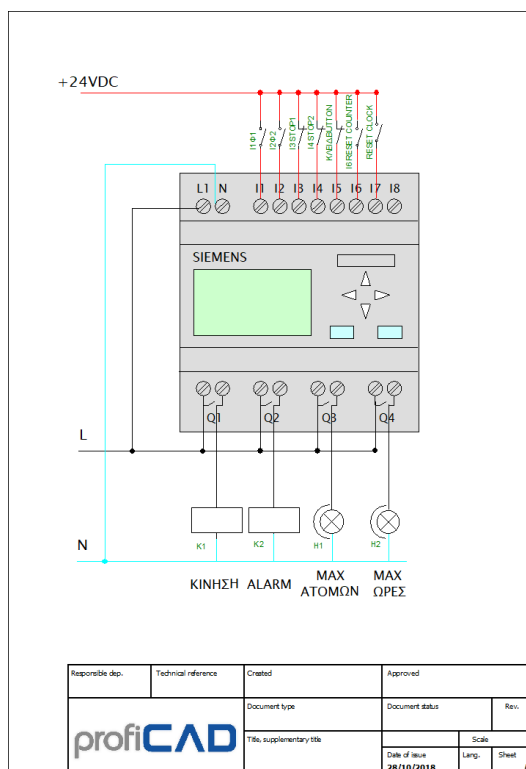 +24VDC
I1Φ1
I2Φ2
I3STOP1
I4STOP2
I6RESET COUNTER
RESET CLOCK
L1 N I1 I2 I3 I4 I5 I6 I7 I8
SIEMENS
Q1 Q2 Q3 Q4
L
N
K1 K2 H1 H2
ΚΙΝΗΣΗ ALARM MAX ΑΤΟΜΩΝ MAX ΩΡΕΣ
Responsible dep. Technical reference Created Approved
Document type Document status Rev.
profiCAD
Title, supplementary title
Scale
Date of issue Lang. Sheet
28/10/2018